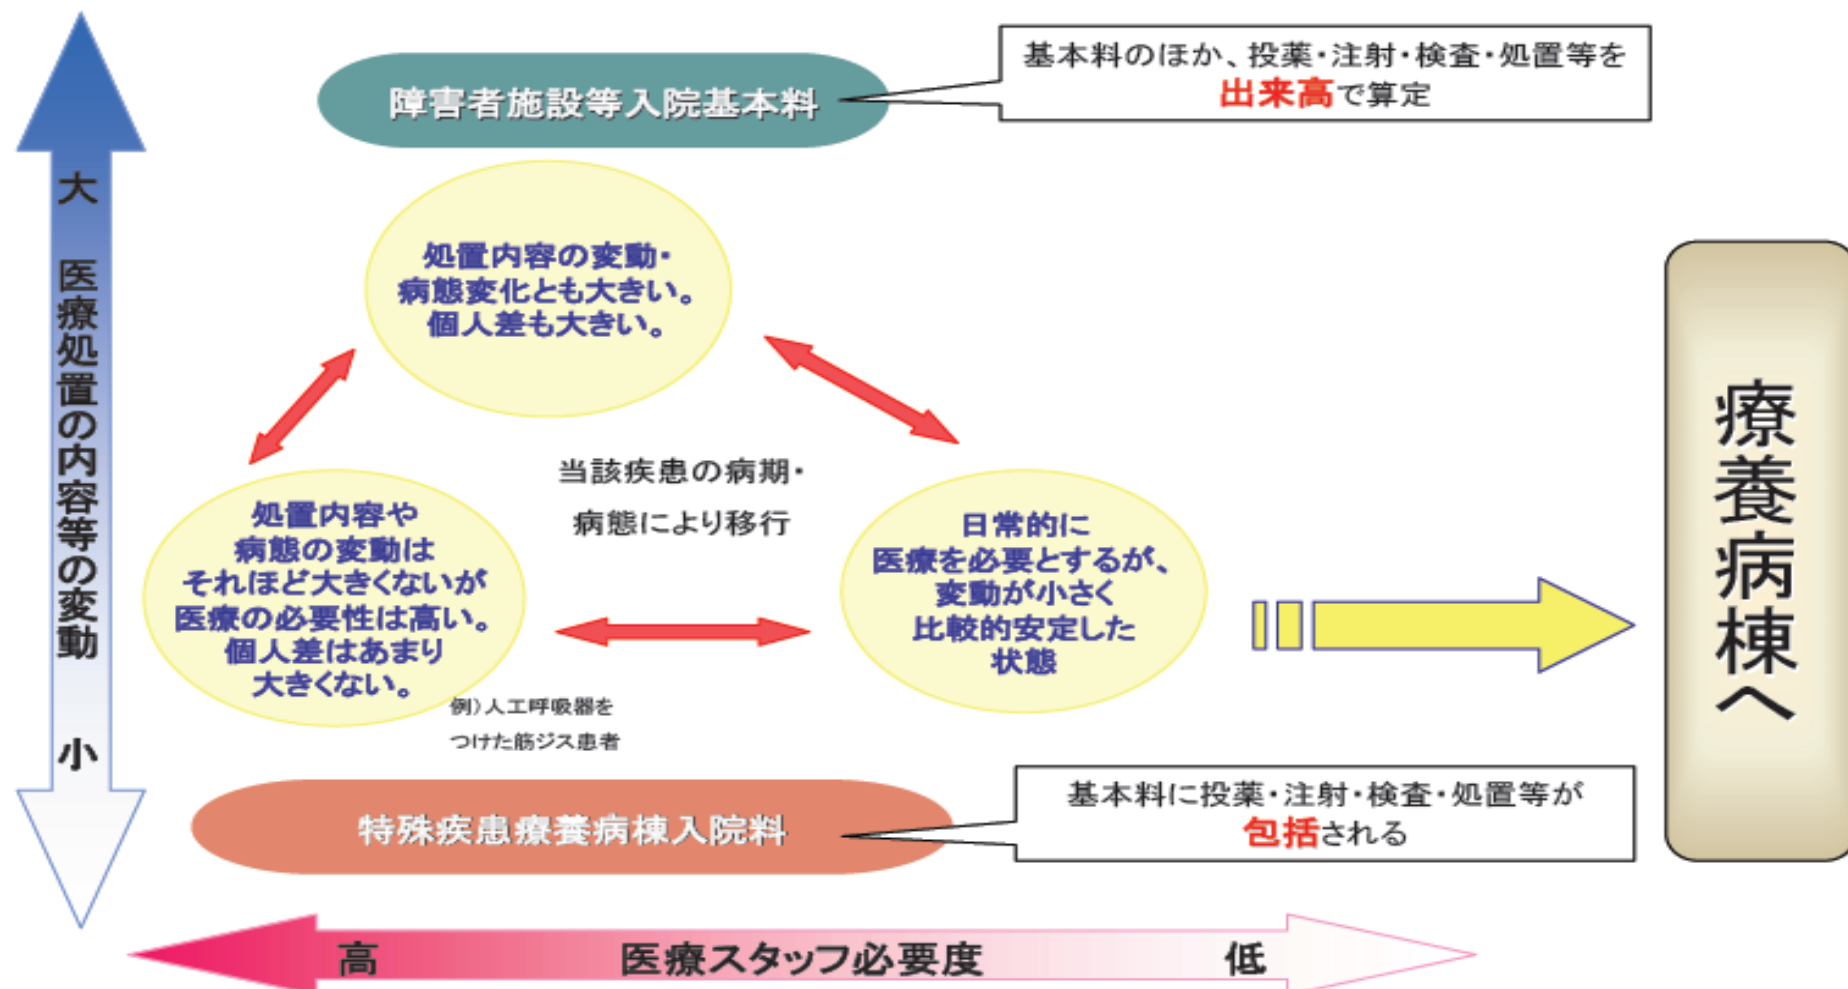 障害者施設等入院基本料
基本料のほか、投薬・注射・検査・処置等を
出来高で算定
大 医療処置の内容等の変動 小
処置内容の変動・
病態変化とも大きい。
個人差も大きい。
当該疾患の病期・
病態により移行
処置内容や
病態の変動は
それほど大きくないが
医療の必要性は高い。
個人差はあまり
大きくない。
例）人工呼吸器を
つけた筋ジス患者
日常的に
医療を必要とするが、
変動が小さく
比較的安定した
状態
療養病棟へ
特殊疾患療養病棟入院料
基本料に投薬・注射・検査・処置等が
包括される
高 医療スタッフ必要度 低